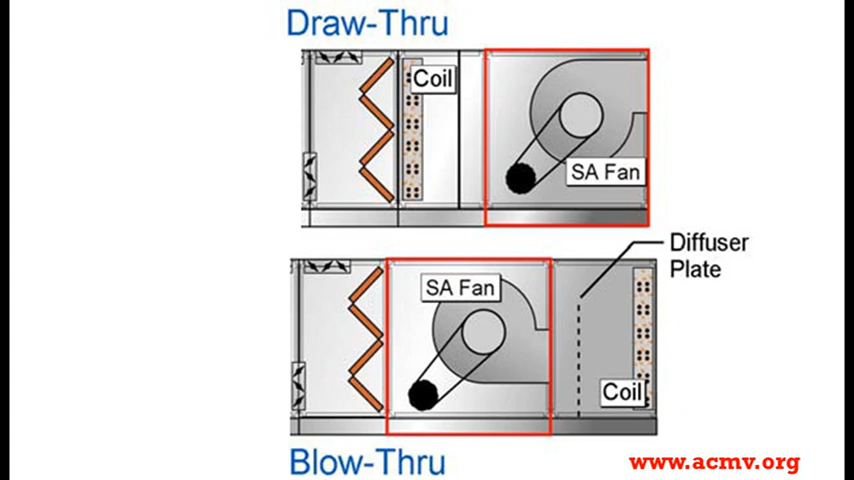 Draw-Thru
Coil
SA Fan
Diffuser
Plate
SA Fan
Coil
Blow-Thru
www.acmv.org